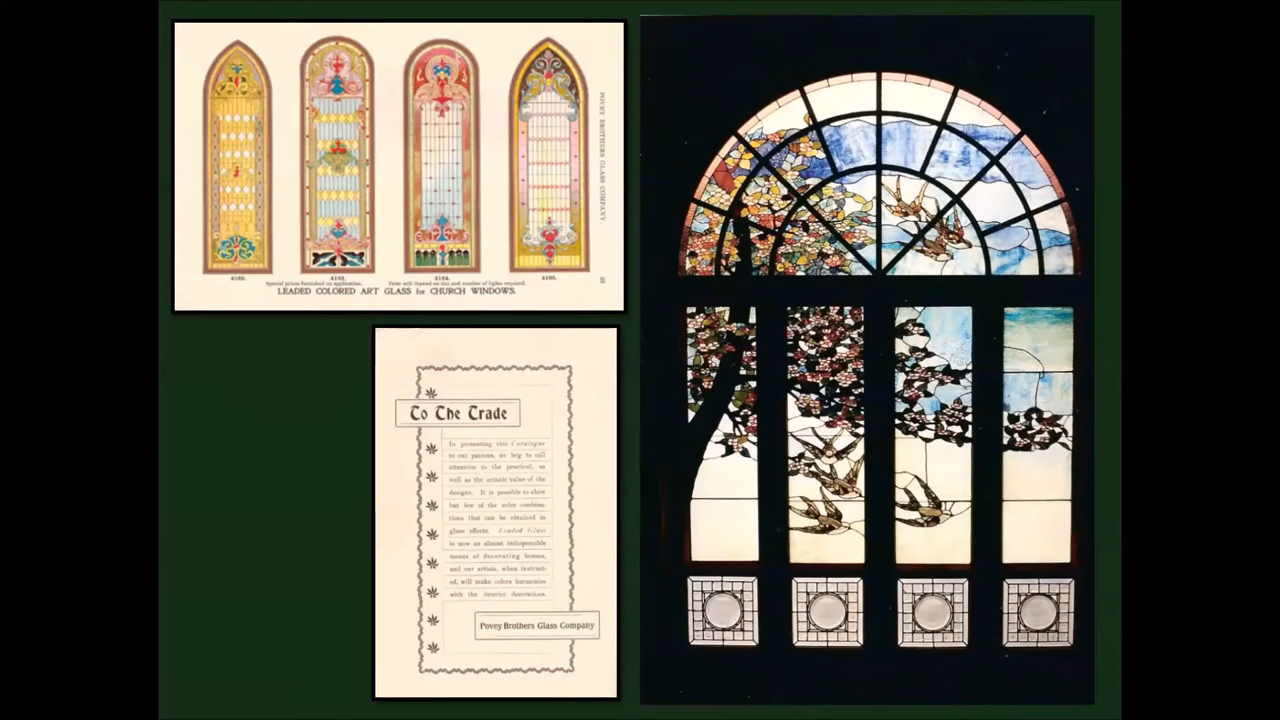 POVEY BROTHERS GLASS COMPANY.
4162. 4163. 4164. 4165.
Special prices furnished on application. Price will depend on size and number of lights required.
LEADED COLORED ART GLASS for CHURCH WINDOWS.
To The Trade
In presenting this Catalogue
to our patrons, we beg to call
attention to the practical, as
well as the artistic value of the
designs. It is possible to show
but few of the color combina-
tions that can be obtained in
glass effects. Leaded Glass
is now an almost indispensible
means of decorating houses,
and our artists, when instruct-
ed, will make colors harmonize
with the interior decorations.
Povey Brothers Glass Company